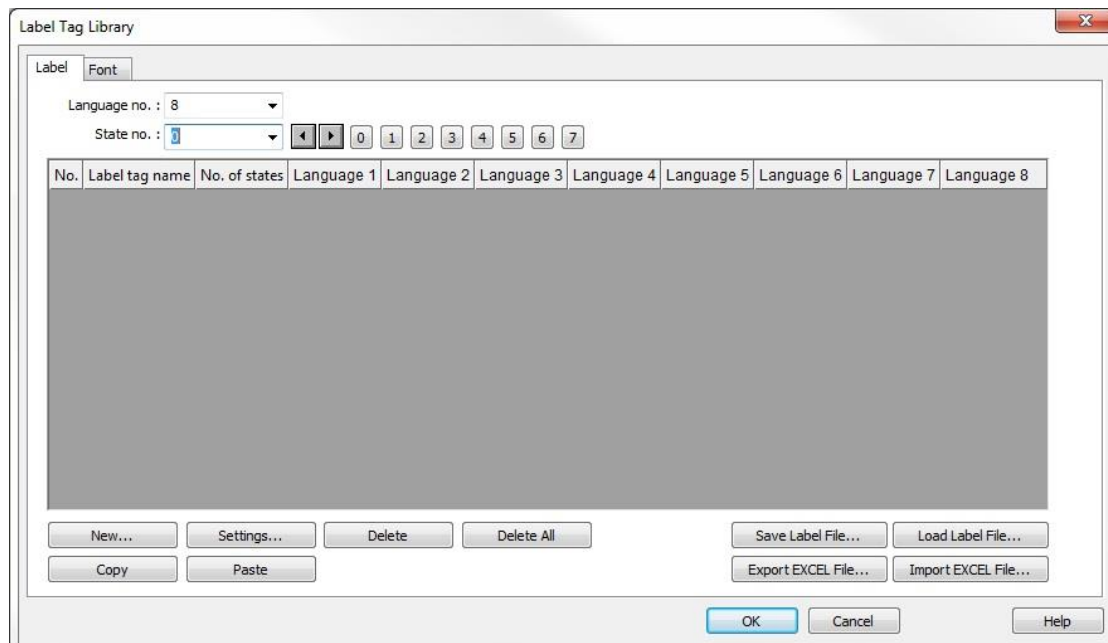 Label Tag Library
Label Font
Language no. : 8
State no. : 0 0 1 2 3 4 5 6 7
No. Label tag name No. of states Language 1 Language 2 Language 3 Language 4 Language 5 Language 6 Language 7 Language 8
New... Settings... Delete Delete All Save Label File... Load Label File...
Copy Paste Export EXCEL File... Import EXCEL File...
OK Cancel Help